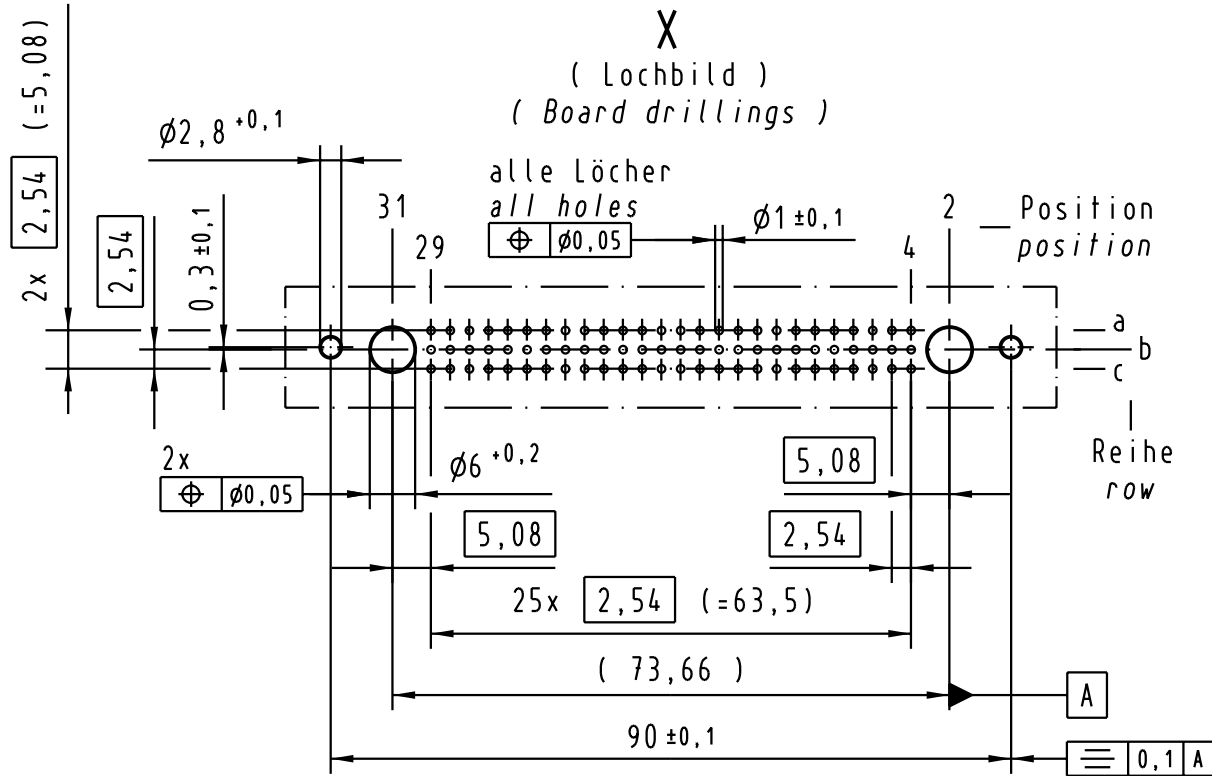 X
( Lochbild )
( Board drillings )
2x 2,54 (=5,08)
2,54
0,3 ±0,1
ø2,8 +0,1
alle Löcher
all holes
⌖ ø0,05
ø1 ±0,1
31
29
4
2
Position
position
a
b
c
Reihe
row
2x
⌖ ø0,05
ø6 +0,2
5,08
5,08
2,54
25x 2,54 (=63,5)
( 73,66 )
A
90 ±0,1
⌯ 0,1 A